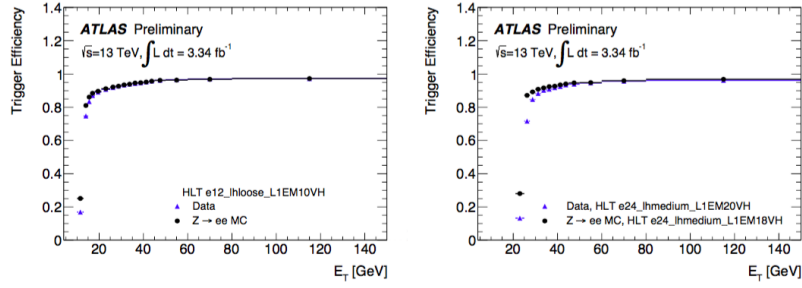 Trigger Efficiency
1.4
1.2
1
0.8
0.6
0.4
0.2
0
ATLAS Preliminary
√s=13 TeV, ∫L dt = 3.34 fb⁻¹
HLT e12_lhloose_L1EM10VH
Data
Z → ee MC
20 40 60 80 100 120 140
E_T [GeV]
Trigger Efficiency
1.4
1.2
1
0.8
0.6
0.4
0.2
0
ATLAS Preliminary
√s=13 TeV, ∫L dt = 3.34 fb⁻¹
Data, HLT e24_lhmedium_L1EM20VH
Z → ee MC, HLT e24_lhmedium_L1EM18VH
20 40 60 80 100 120 140
E_T [GeV]